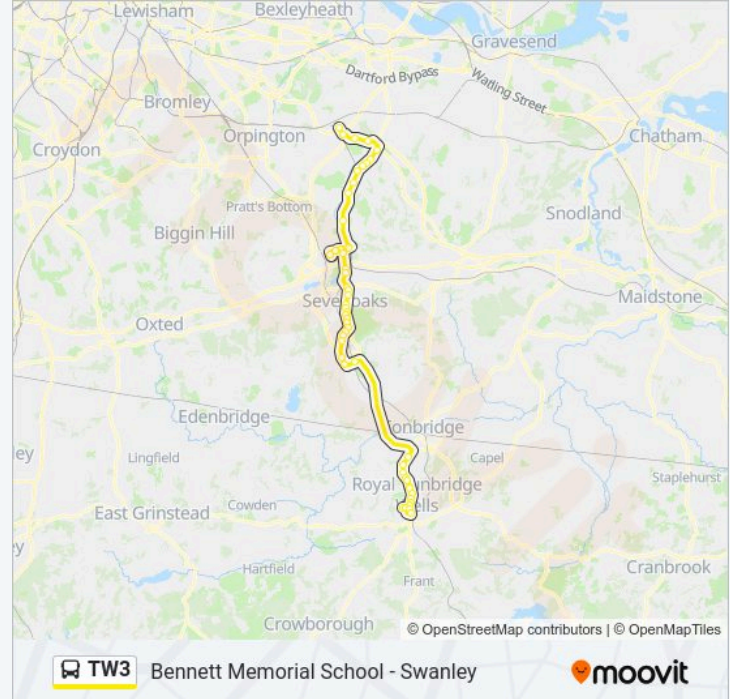 Lewisham
Bexleyheath
Gravesend
Dartford Bypass
Watling Street
Bromley
Orpington
Chatham
Croydon
Pratt's Bottom
Snodland
Biggin Hill
Maidstone
Sevenoaks
Oxted
Edenbridge
onbridge
ley
Lingfield
Capel
Staplehurst
Royal Tunbridge
Wells
Cowden
East Grinstead
y
Hartfield
Cranbrook
Frant
Crowborough
© OpenStreetMap contributors | © OpenMapTiles
TW3 Bennett Memorial School - Swanley
moovit